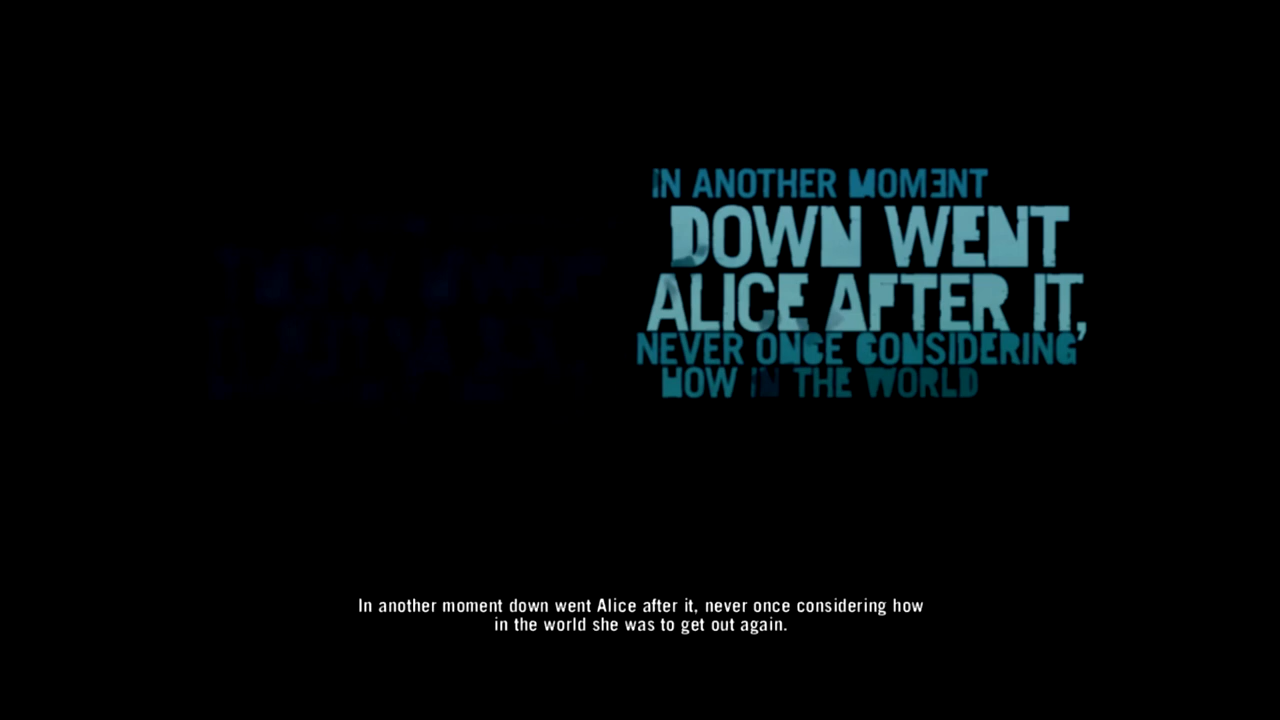 IN ANOTHER MOMENT
DOWN WENT
ALICE AFTER IT,
NEVER ONCE CONSIDERING
HOW IN THE WORLD
In another moment down went Alice after it, never once considering how
in the world she was to get out again.